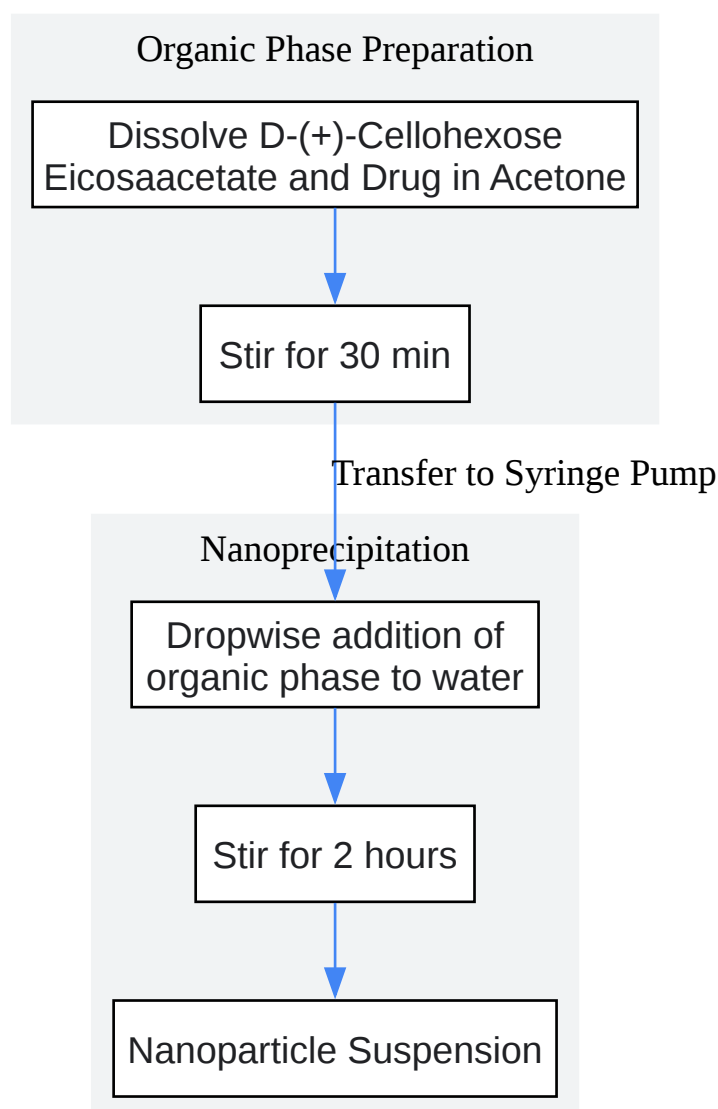 Organic Phase Preparation
Dissolve D-(+)-Cellohexose
Eicosaacetate and Drug in Acetone
Stir for 30 min
Transfer to Syringe Pump
Nanoprecipitation
Dropwise addition of
organic phase to water
Stir for 2 hours
Nanoparticle Suspension